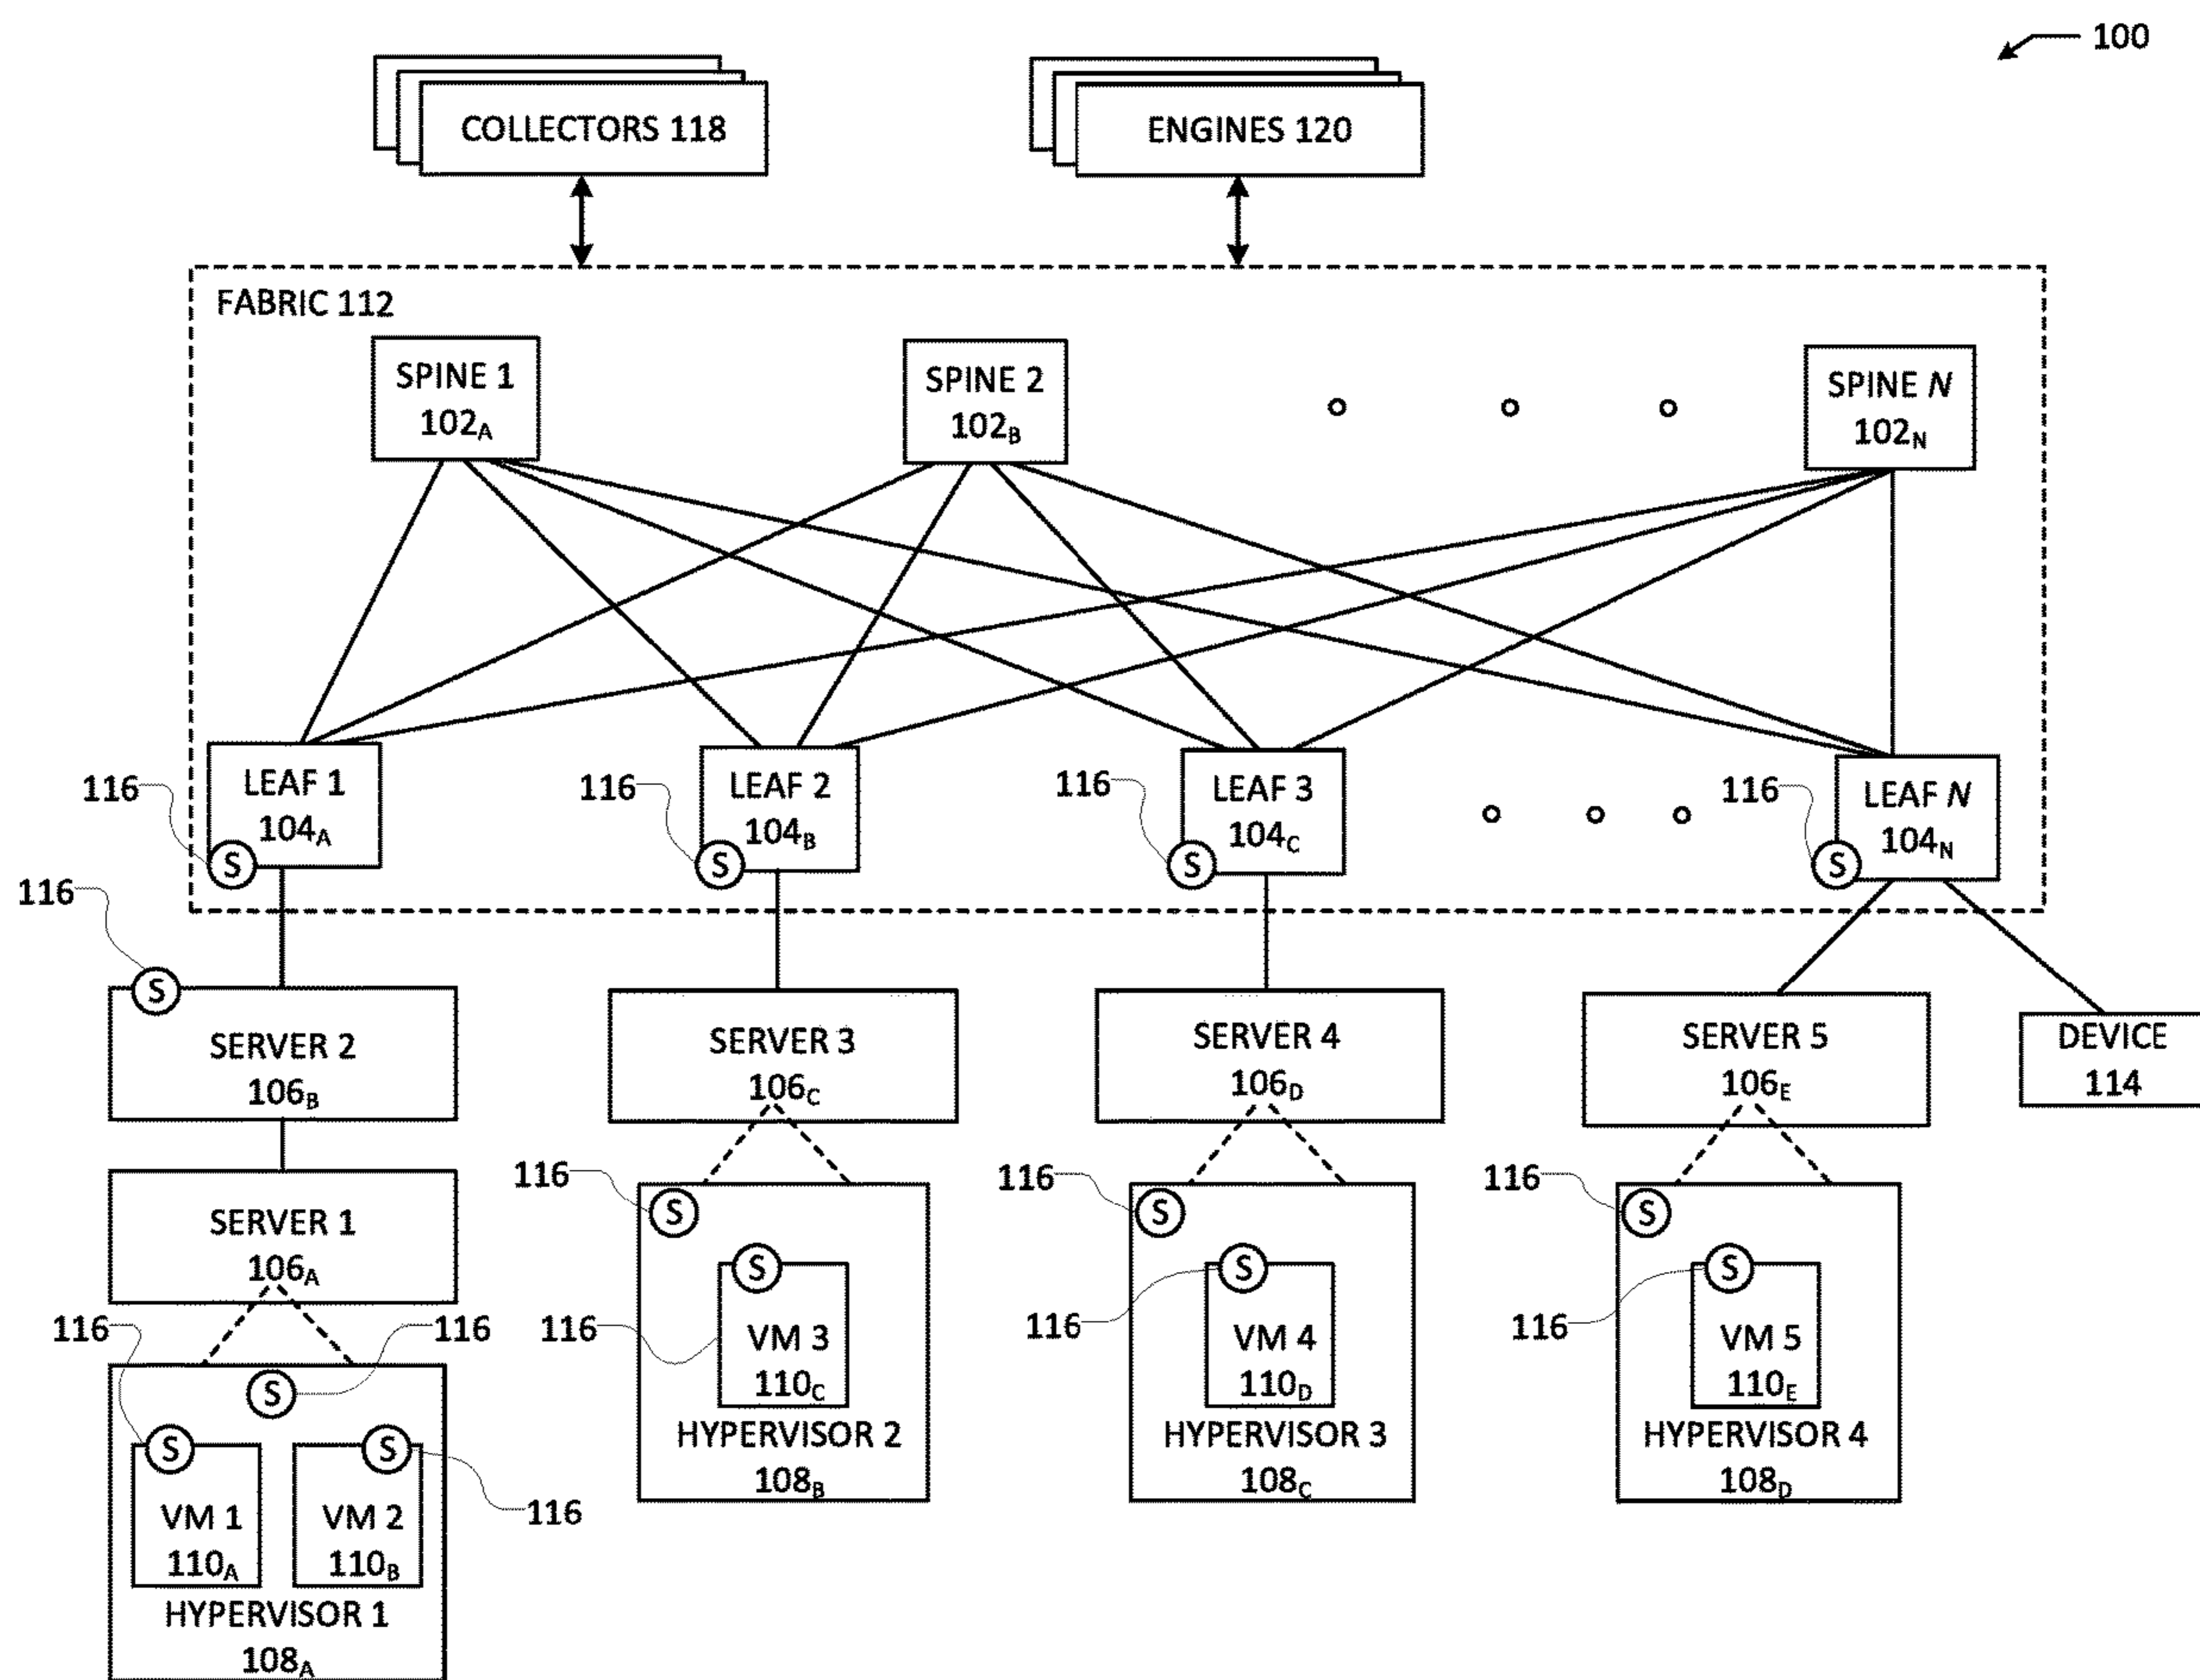 100
COLLECTORS 118
ENGINES 120
FABRIC 112
SPINE 1
102A
SPINE 2
102B
SPINE N
102N
LEAF 1
104A
LEAF 2
104B
LEAF 3
104C
LEAF N
104N
116
116
116
116
S
S
S
S
116
S
SERVER 2
106B
SERVER 3
106C
SERVER 4
106D
SERVER 5
106E
DEVICE
114
SERVER 1
106A
116
116
116
S
S
S
116
116
S
VM 1
110A
S
VM 2
110B
116
HYPERVISOR 1
108A
S
116
S
VM 3
110C
HYPERVISOR 2
108B
116
S
VM 4
110D
HYPERVISOR 3
108C
116
S
VM 5
110E
HYPERVISOR 4
108D